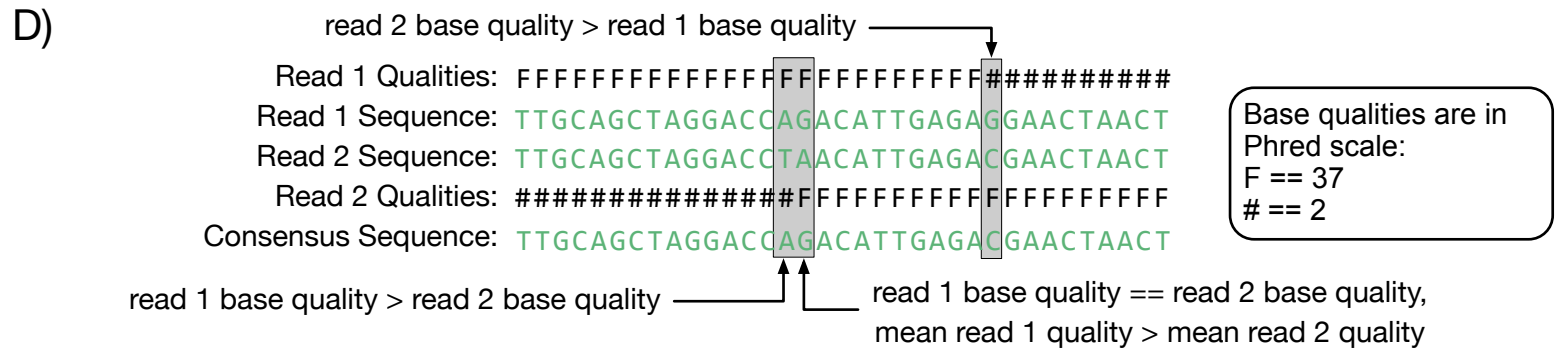 D)
read 2 base quality > read 1 base quality
Read 1 Qualities: FFFFFFFFFFFFFFFFFFFFFFFFF##########
Read 1 Sequence: TTGCAGCTAGGACCAGACATTGAGAGGAACTAACT
Read 2 Sequence: TTGCAGCTAGGACCTAACATTGAGACGAACTAACT
Read 2 Qualities: ###############FFFFFFFFFFFFFFFFFFFF
Consensus Sequence: TTGCAGCTAGGACCAGACATTGAGACGAACTAACT
read 1 base quality > read 2 base quality
read 1 base quality == read 2 base quality,
mean read 1 quality > mean read 2 quality
Base qualities are in
Phred scale:
F == 37
# == 2